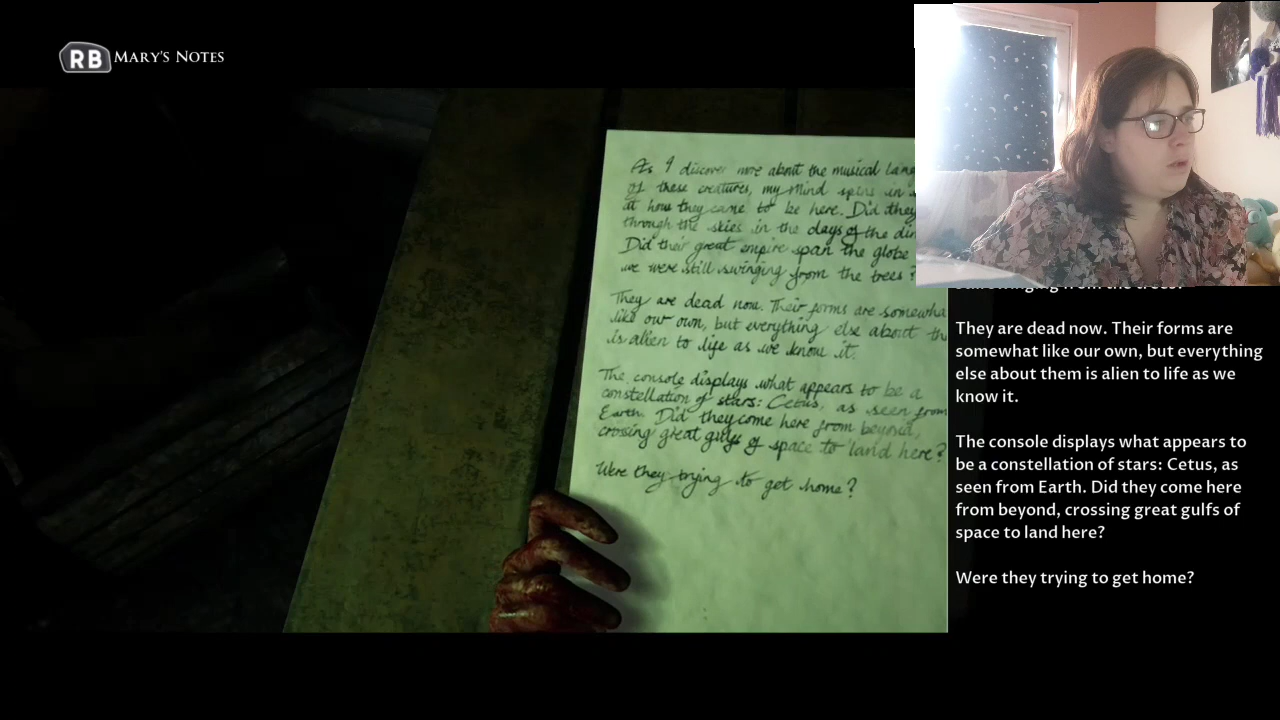 RB MARY'S NOTES
As I discover more about the musical lang
of these creatures, my mind spins in
at how they came to be here. Did they
through the skies in the days of the din
Did their great empire span the globe
we were still swinging from the trees?
They are dead now. Their forms are somewha
like our own, but everything else about th
is alien to life as we know it.
The console displays what appears to be a
constellation of stars: Cetus, as seen from
Earth. Did they come here from beyond,
crossing great gulfs of space to land here?
Were they trying to get home?
They are dead now. Their forms are
somewhat like our own, but everything
else about them is alien to life as we
know it.
The console displays what appears to
be a constellation of stars: Cetus, as
seen from Earth. Did they come here
from beyond, crossing great gulfs of
space to land here?
Were they trying to get home?